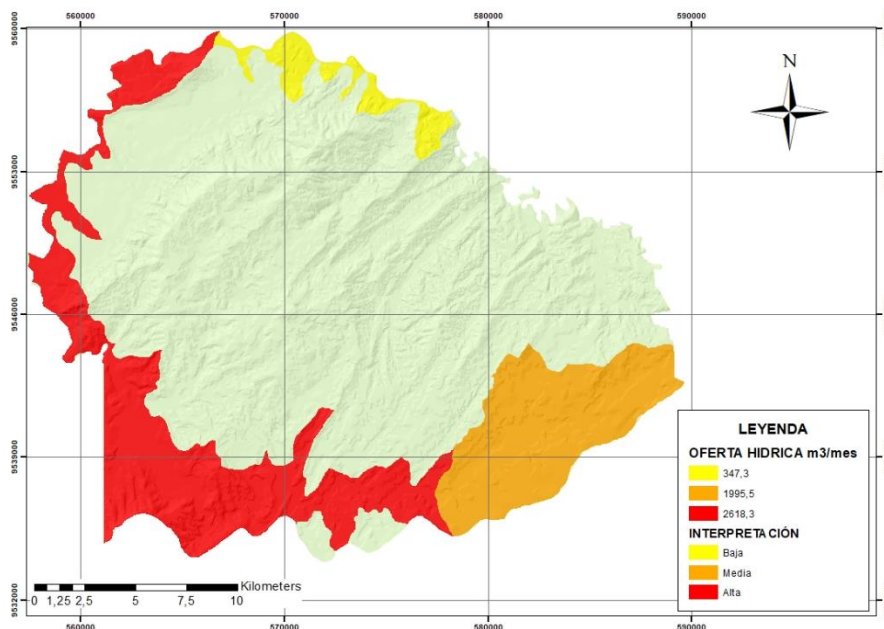 560000 570000 580000 590000
9560000
N
9553000
9546000
LEYENDA
OFERTA HIDRICA m3/mes
347,3
1995,5
2618,3
INTERPRETACIÓN
Baja
Media
Alta
9539000
Kilometers
0 1,25 2,5 5 7,5 10
9532000
560000 570000 580000 590000